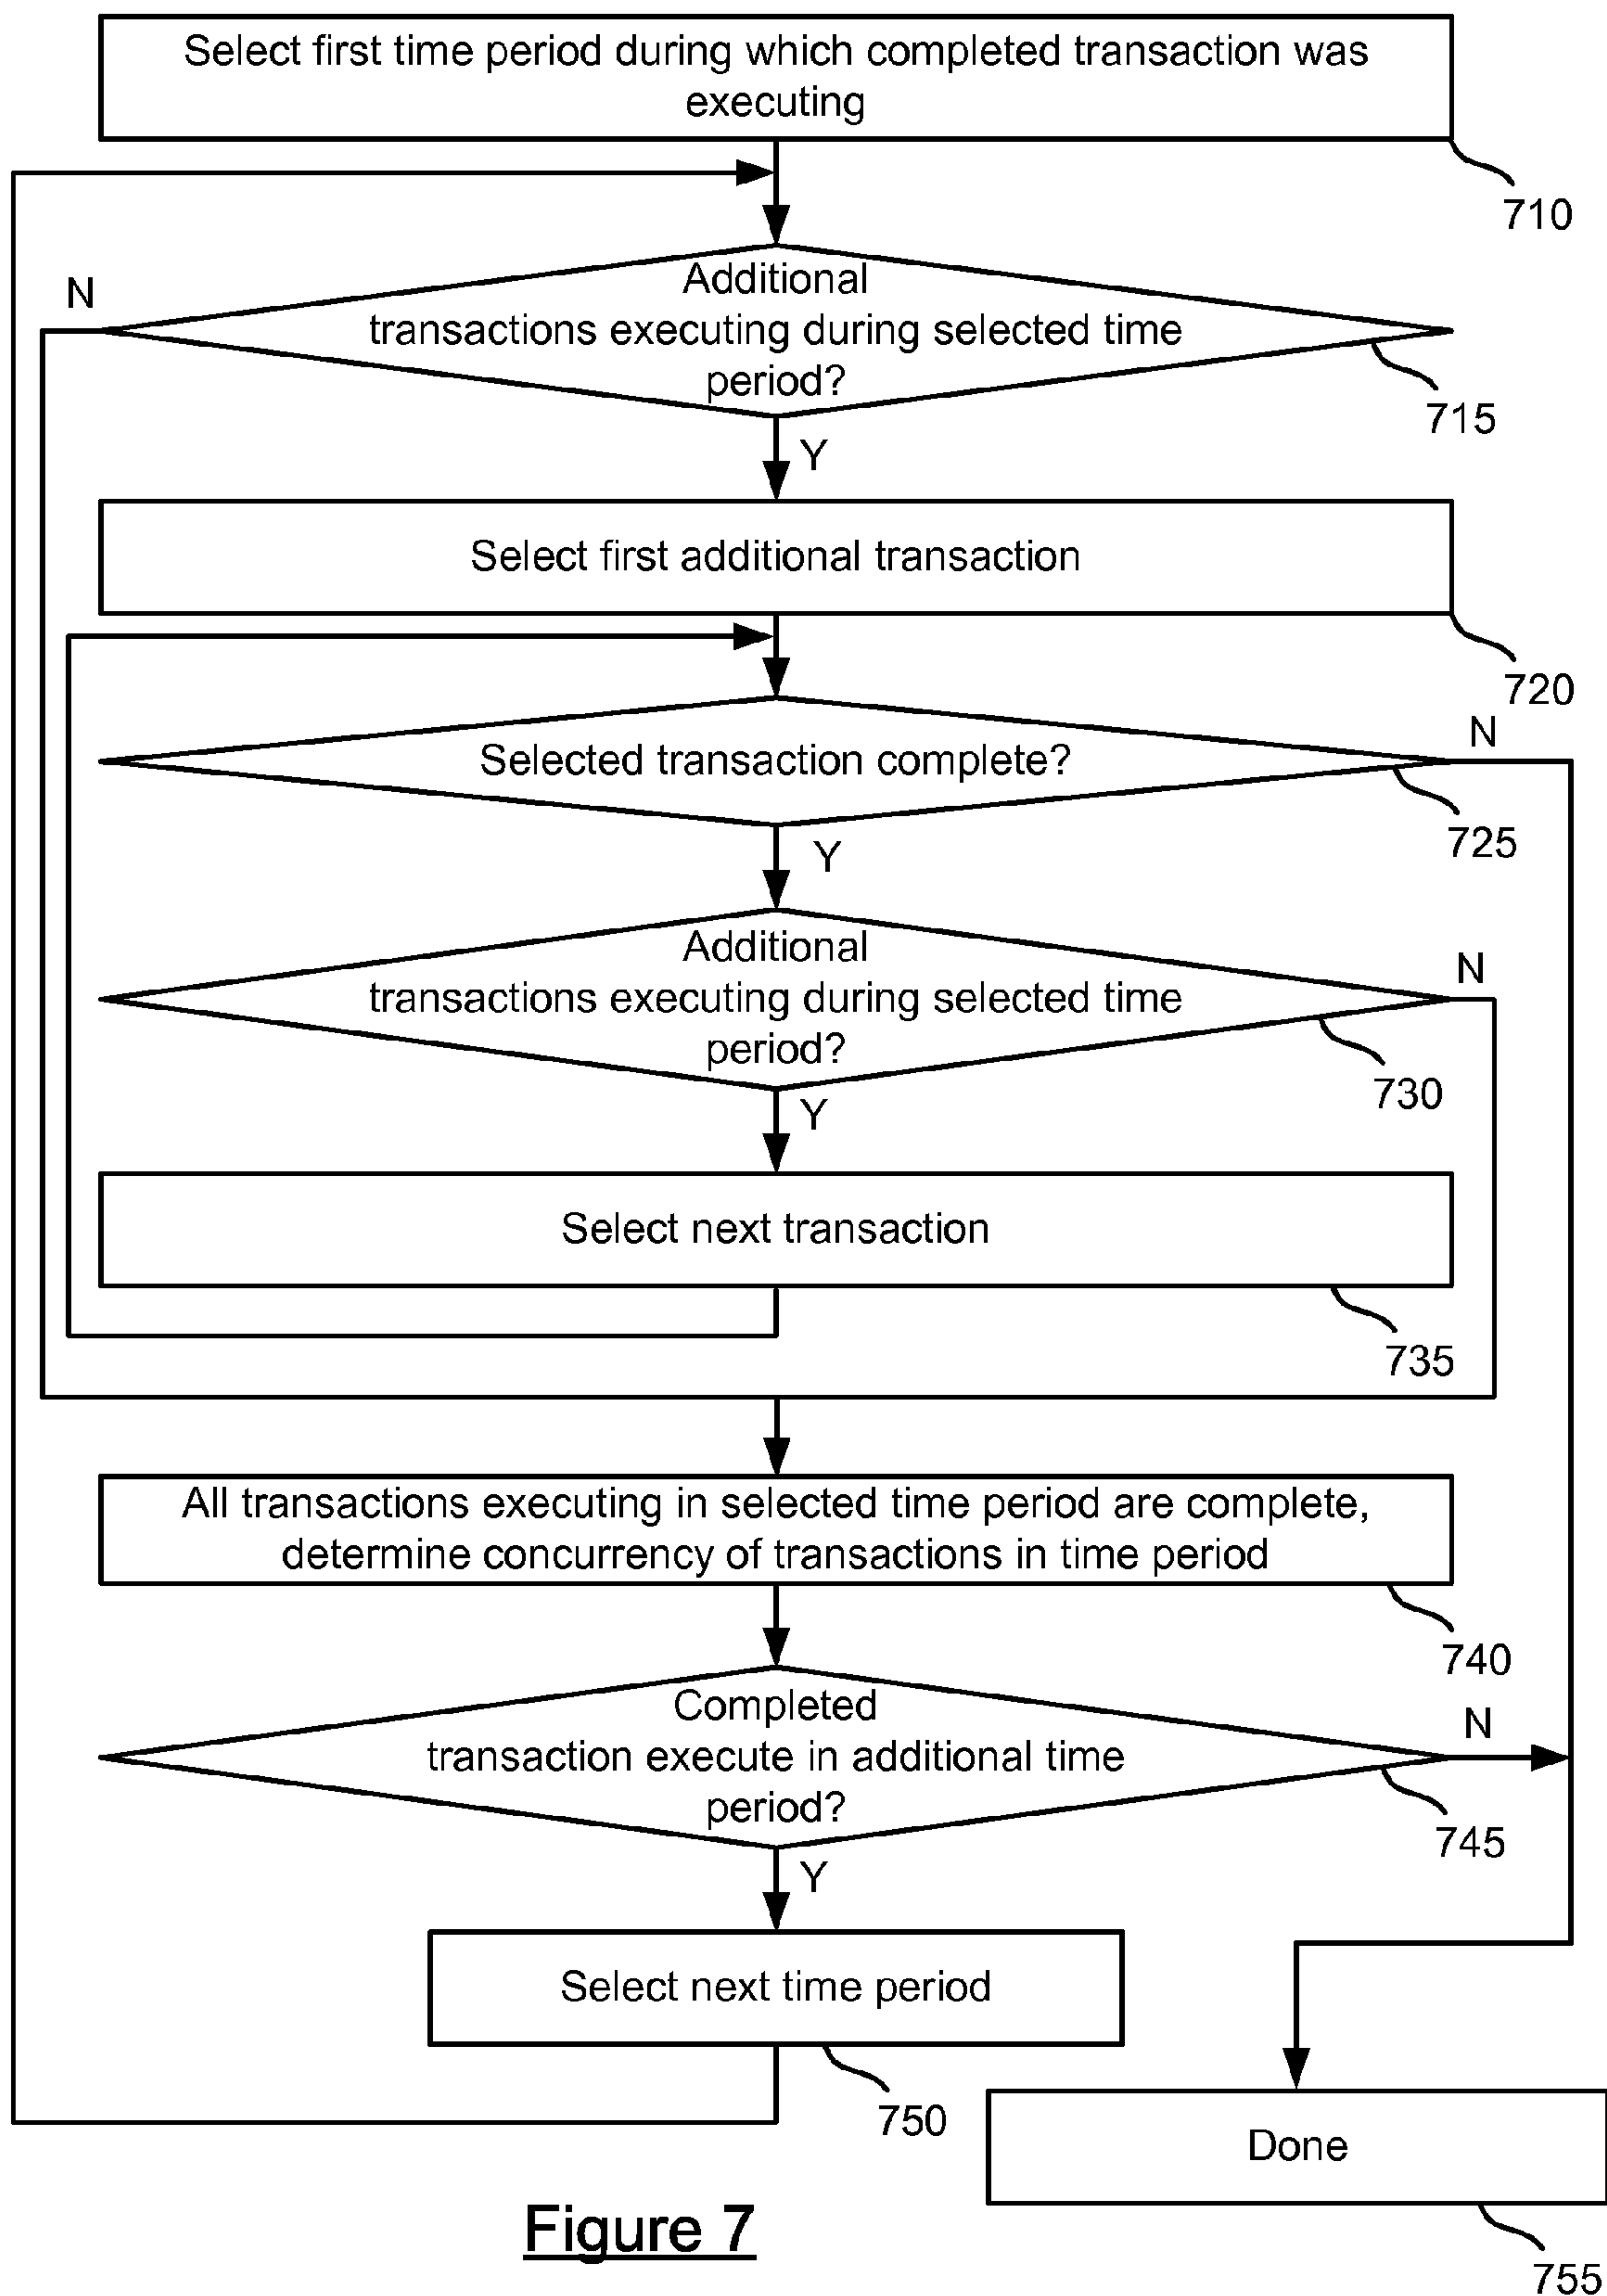 Select first time period during which completed transaction was
executing
710
N
Additional
transactions executing during selected time
period?
715
Y
Select first additional transaction
720
N
Selected transaction complete?
725
Y
Additional
N
transactions executing during selected time
period?
730
Y
Select next transaction
735
All transactions executing in selected time period are complete,
determine concurrency of transactions in time period
740
Completed
N
transaction execute in additional time
period?
745
Y
Select next time period
750
Done
755
Figure 7